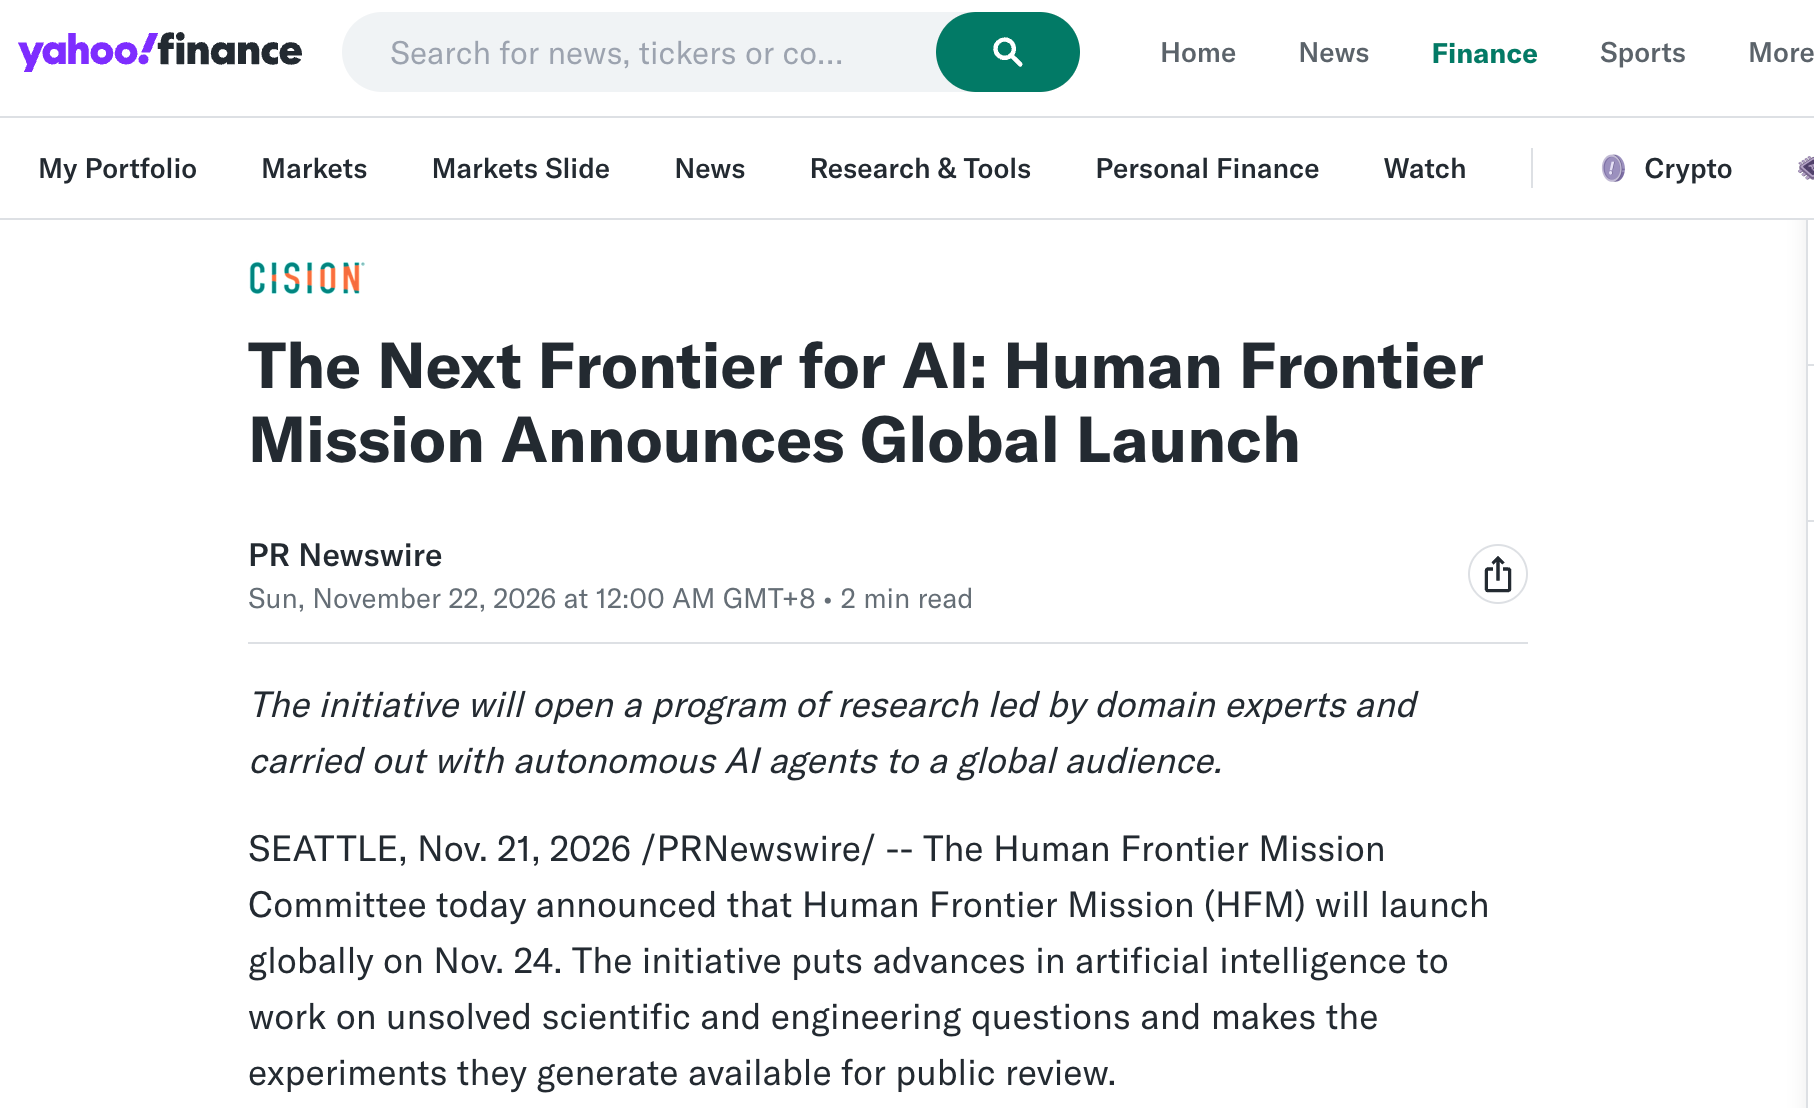 yahoo!finance
Search for news, tickers or co...
Home
News
Finance
Sports
More
My Portfolio
Markets
Markets Slide
News
Research & Tools
Personal Finance
Watch
Crypto
CISION
The Next Frontier for AI: Human Frontier
Mission Announces Global Launch
PR Newswire
Sun, November 22, 2026 at 12:00 AM GMT+8 • 2 min read
The initiative will open a program of research led by domain experts and
carried out with autonomous AI agents to a global audience.
SEATTLE, Nov. 21, 2026 /PRNewswire/ -- The Human Frontier Mission
Committee today announced that Human Frontier Mission (HFM) will launch
globally on Nov. 24. The initiative puts advances in artificial intelligence to
work on unsolved scientific and engineering questions and makes the
experiments they generate available for public review.